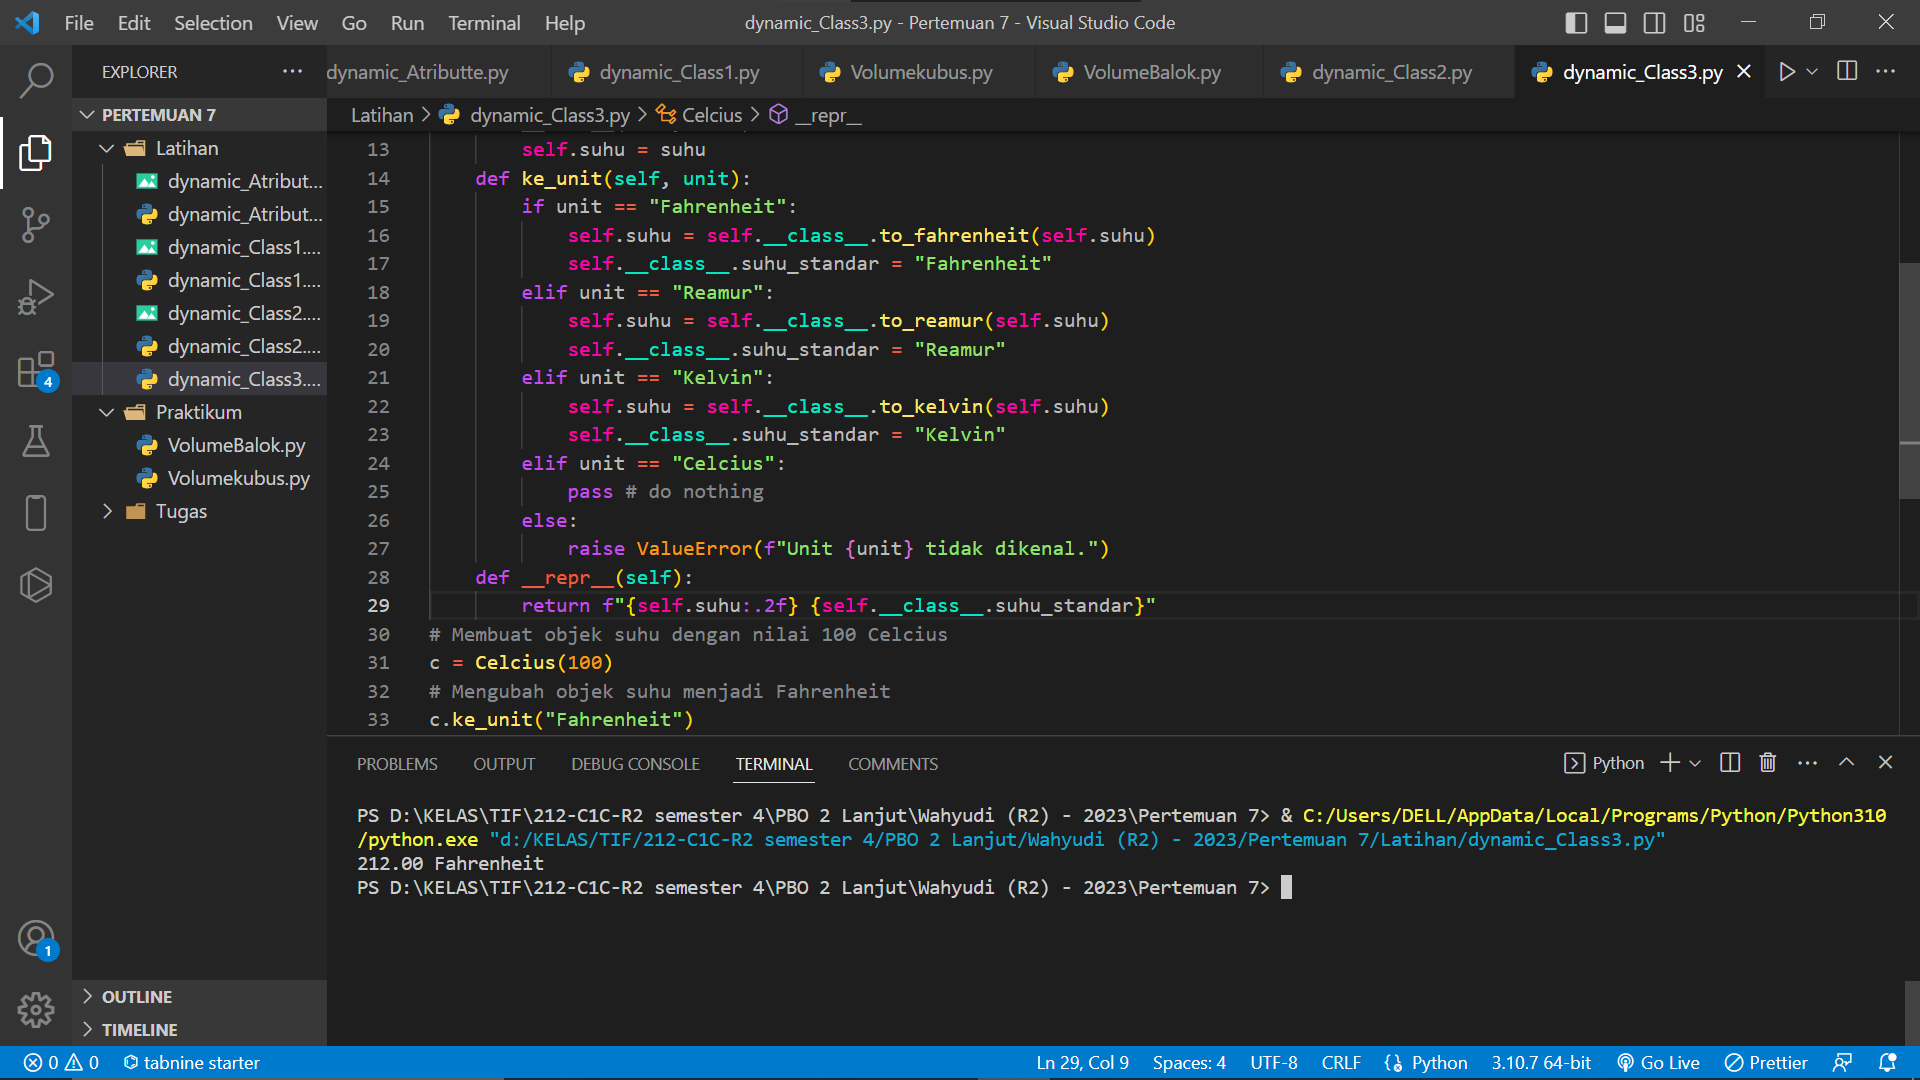 File Edit Selection View Go Run Terminal Help
dynamic_Class3.py - Pertemuan 7 - Visual Studio Code
EXPLORER
dynamic_Atributte.py dynamic_Class1.py Volumekubus.py VolumeBalok.py dynamic_Class2.py dynamic_Class3.py
PERTEMUAN 7
Latihan
dynamic_Atribut...
dynamic_Atribut...
dynamic_Class1....
dynamic_Class1....
dynamic_Class2....
dynamic_Class2....
dynamic_Class3....
Praktikum
VolumeBalok.py
Volumekubus.py
Tugas
OUTLINE
TIMELINE
4
1
Latihan > dynamic_Class3.py > Celcius > __repr__
13 self.suhu = suhu
14 def ke_unit(self, unit):
15 if unit == "Fahrenheit":
16 self.suhu = self.__class__.to_fahrenheit(self.suhu)
17 self.__class__.suhu_standar = "Fahrenheit"
18 elif unit == "Reamur":
19 self.suhu = self.__class__.to_reamur(self.suhu)
20 self.__class__.suhu_standar = "Reamur"
21 elif unit == "Kelvin":
22 self.suhu = self.__class__.to_kelvin(self.suhu)
23 self.__class__.suhu_standar = "Kelvin"
24 elif unit == "Celcius":
25 pass # do nothing
26 else:
27 raise ValueError(f"Unit {unit} tidak dikenal.")
28 def __repr__(self):
29 return f"{self.suhu:.2f} {self.__class__.suhu_standar}"
30 # Membuat objek suhu dengan nilai 100 Celcius
31 c = Celcius(100)
32 # Mengubah objek suhu menjadi Fahrenheit
33 c.ke_unit("Fahrenheit")
PROBLEMS OUTPUT DEBUG CONSOLE TERMINAL COMMENTS
Python
PS D:\KELAS\TIF\212-C1C-R2 semester 4\PBO 2 Lanjut\Wahyudi (R2) - 2023\Pertemuan 7> & C:/Users/DELL/AppData/Local/Programs/Python/Python310
/python.exe "d:/KELAS/TIF/212-C1C-R2 semester 4/PBO 2 Lanjut/Wahyudi (R2) - 2023/Pertemuan 7/Latihan/dynamic_Class3.py"
212.00 Fahrenheit
PS D:\KELAS\TIF\212-C1C-R2 semester 4\PBO 2 Lanjut\Wahyudi (R2) - 2023\Pertemuan 7>
0 0 tabnine starter Ln 29, Col 9 Spaces: 4 UTF-8 CRLF Python 3.10.7 64-bit Go Live Prettier